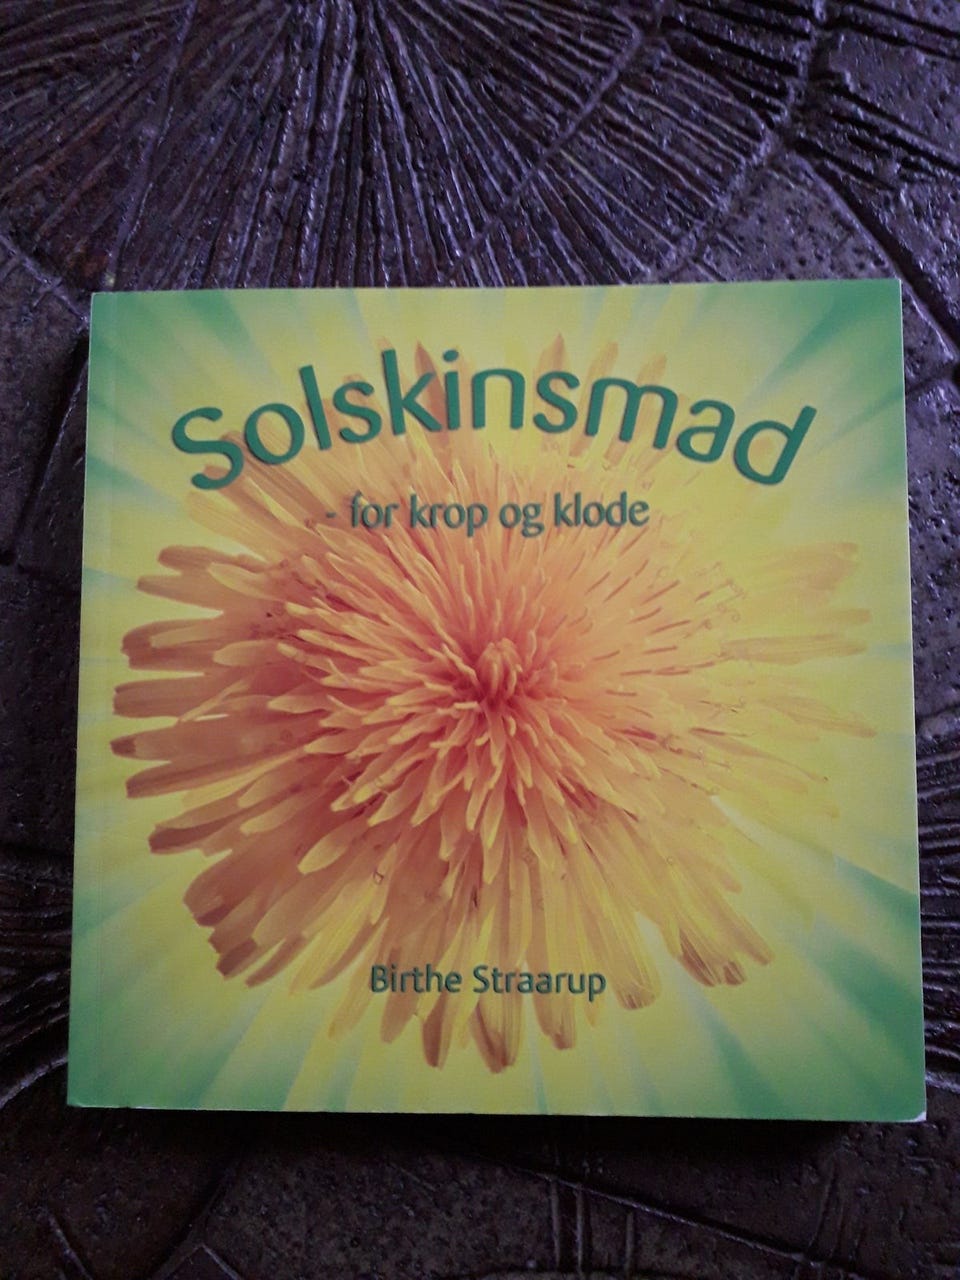 Solskinsmad
- for krop og klode
Birthe Straarup